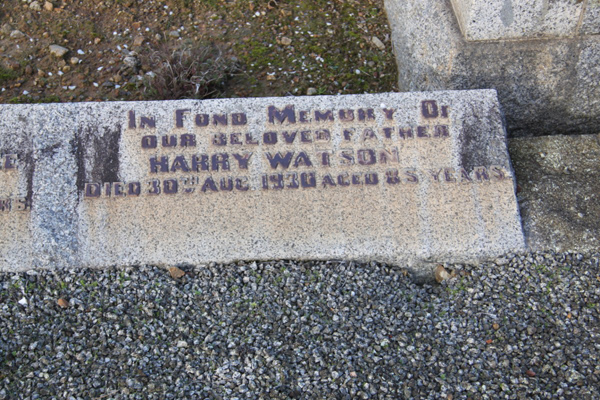 In Fond Memory Of
Our Beloved Father
HARRY WATSON
Died 30th Aug. 1930 Aged 85 Years.